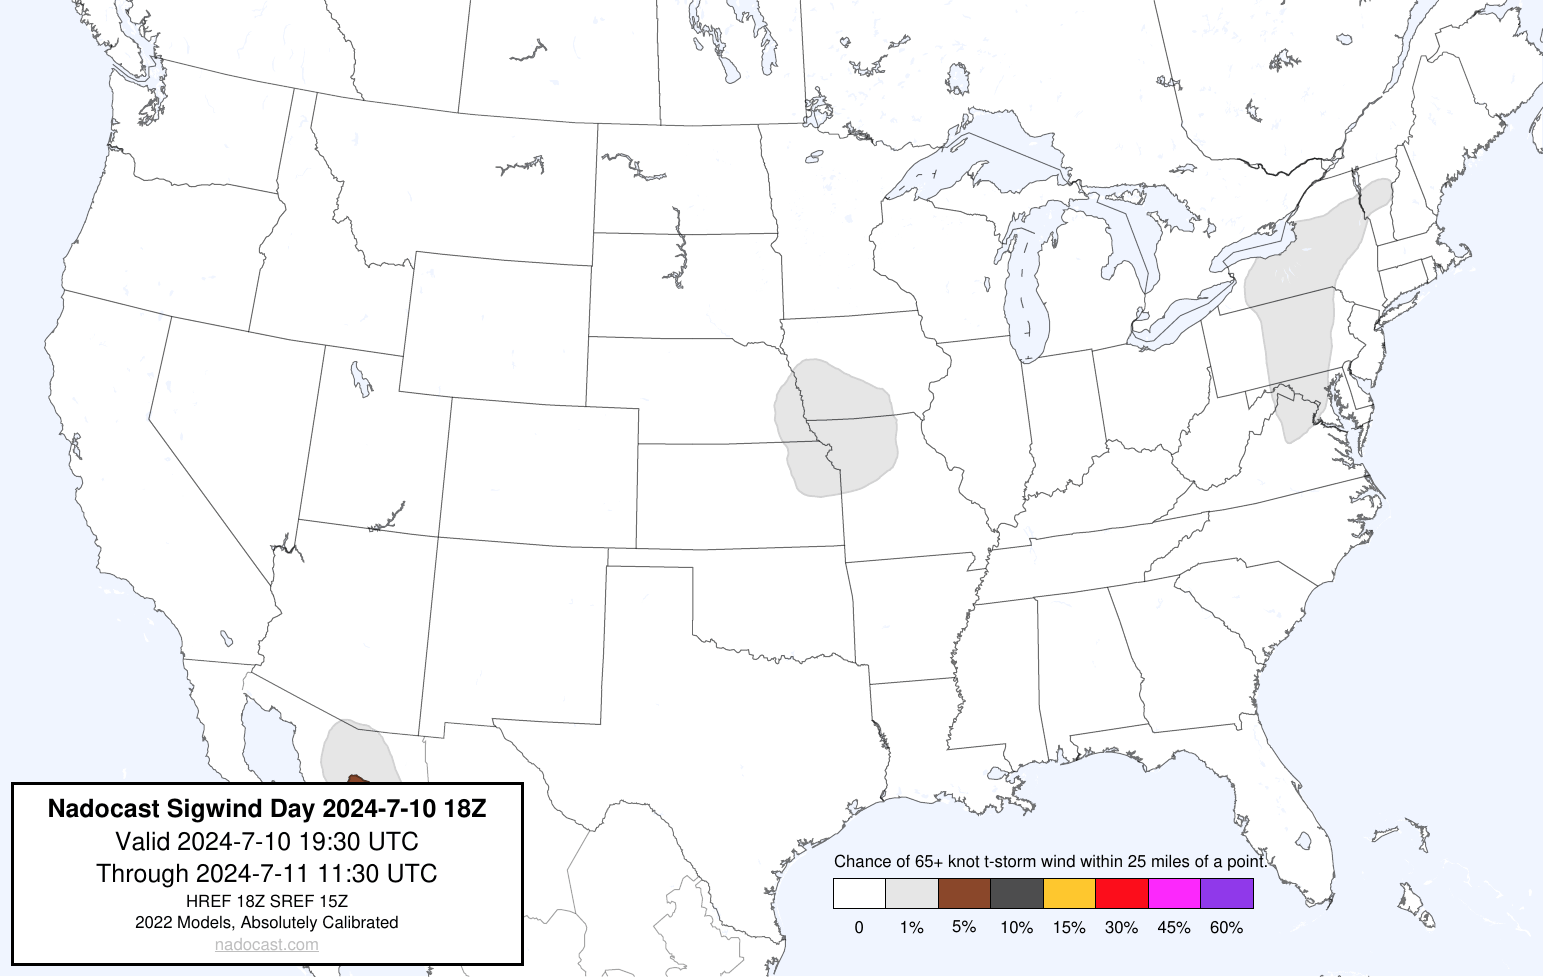 Nadocast Sigwind Day 2024-7-10 18Z
Valid 2024-7-10 19:30 UTC
Through 2024-7-11 11:30 UTC
HREF 18Z SREF 15Z
2022 Models, Absolutely Calibrated
nadocast.com
Chance of 65+ knot t-storm wind within 25 miles of a point.
0 1% 5% 10% 15% 30% 45% 60%